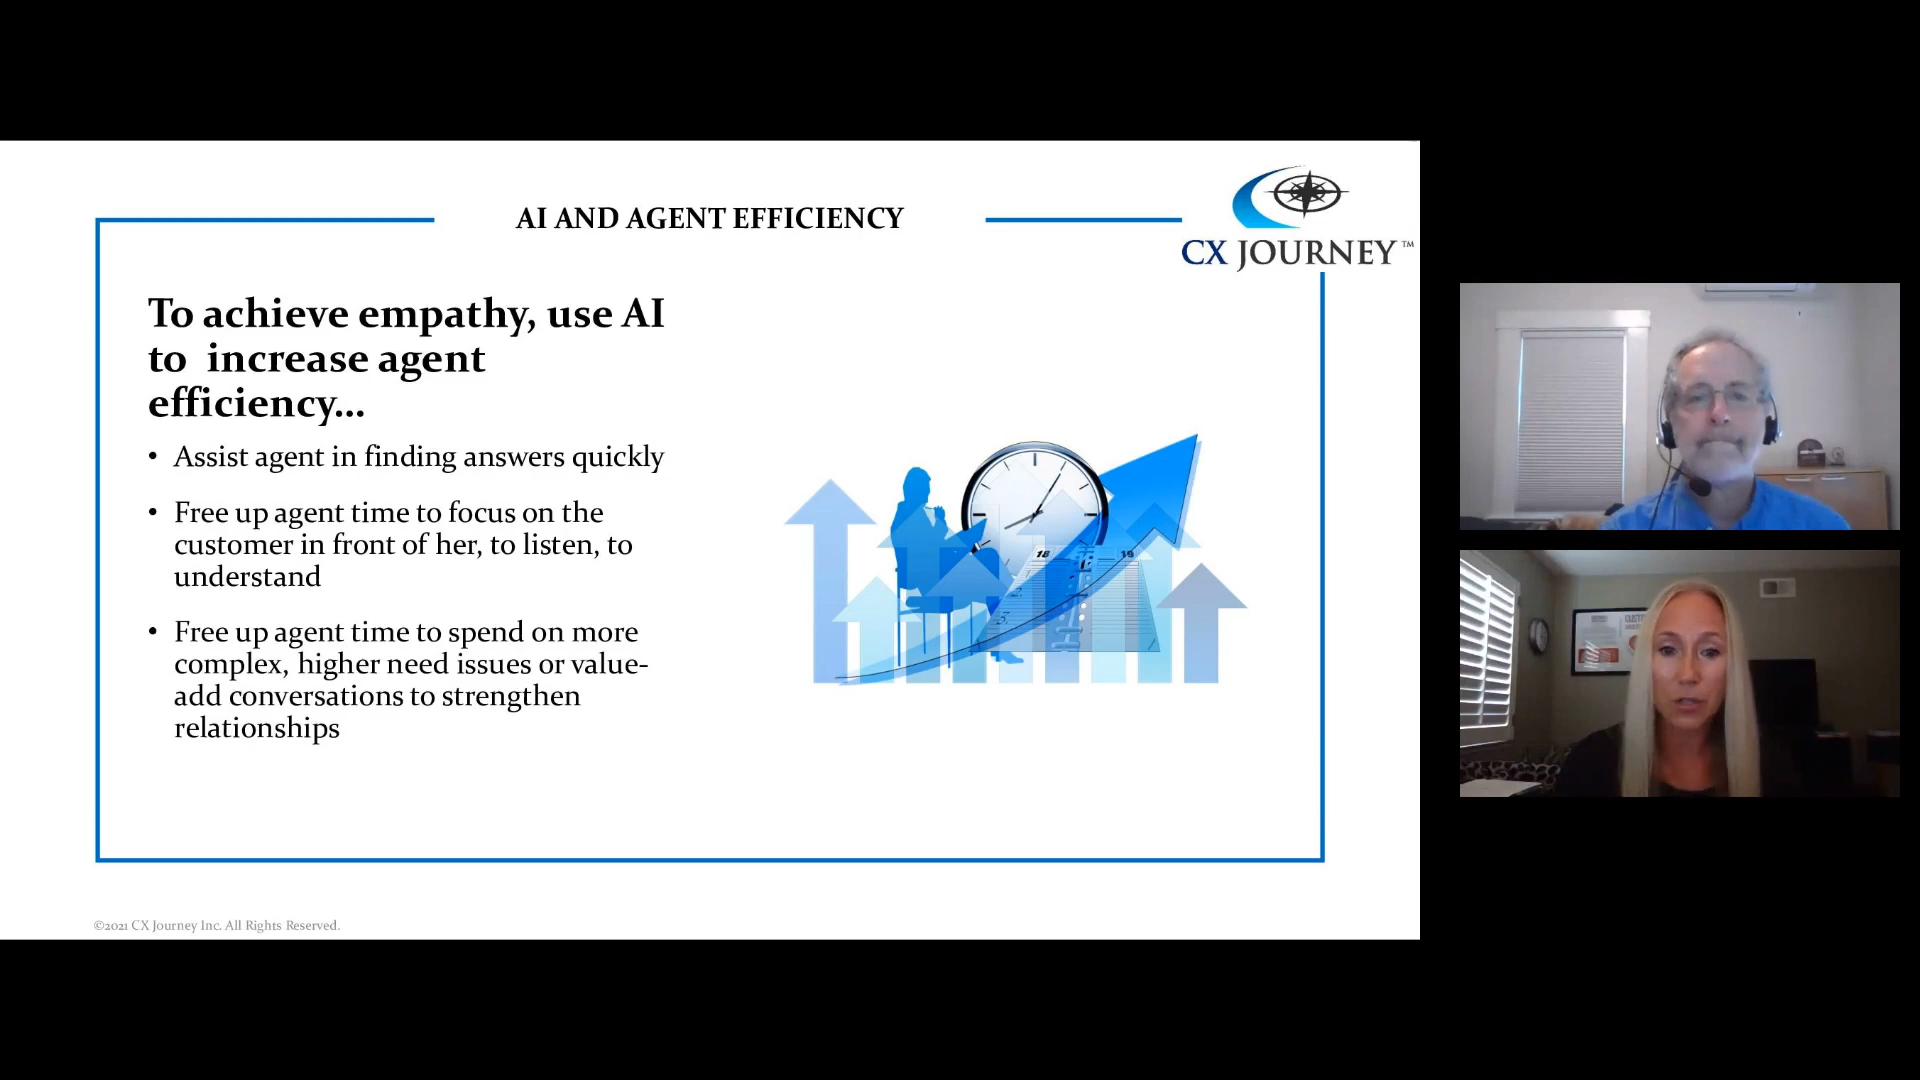 AI AND AGENT EFFICIENCY
CX JOURNEY™
To achieve empathy, use AI
to increase agent
efficiency...
• Assist agent in finding answers quickly
• Free up agent time to focus on the
customer in front of her, to listen, to
understand
• Free up agent time to spend on more
complex, higher need issues or value-
add conversations to strengthen
relationships
18
19
©2021 CX Journey Inc. All Rights Reserved.